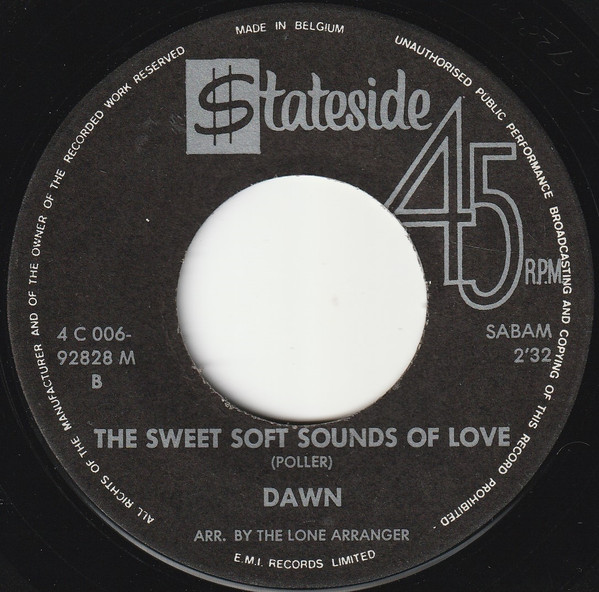 MADE IN BELGIUM
UNAUTHORISED PUBLIC PERFORMANCE BROADCASTING AND COPYING OF THIS RECORD PROHIBITED.
ALL RIGHTS OF THE MANUFACTURER AND OF THE OWNER OF THE RECORDED WORK RESERVED
$tateside
45
R.P.M.
4 C 006-
92828 M
B
SABAM
2'32
THE SWEET SOFT SOUNDS OF LOVE
(POLLER)
DAWN
ARR. BY THE LONE ARRANGER
E.M.I. RECORDS LIMITED